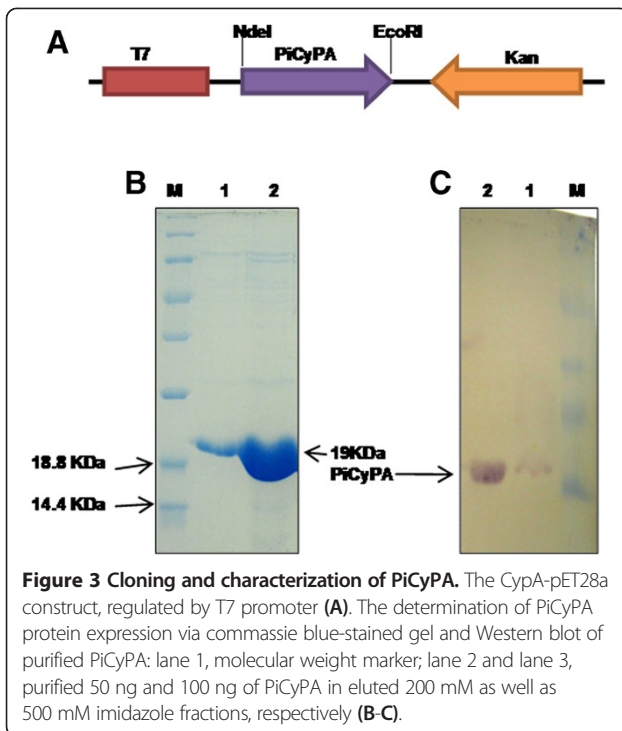 A
T7
NdeI
PiCyPA
EcoRI
Kan
B
M 1 2
C
2 1 M
18.8 KDa
14.4 KDa
19KDa
PiCyPA
Figure 3 Cloning and characterization of PiCyPA. The CypA-pET28a
construct, regulated by T7 promoter (A). The determination of PiCyPA
protein expression via commassie blue-stained gel and Western blot of
purified PiCyPA: lane 1, molecular weight marker; lane 2 and lane 3,
purified 50 ng and 100 ng of PiCyPA in eluted 200 mM as well as
500 mM imidazole fractions, respectively (B-C).